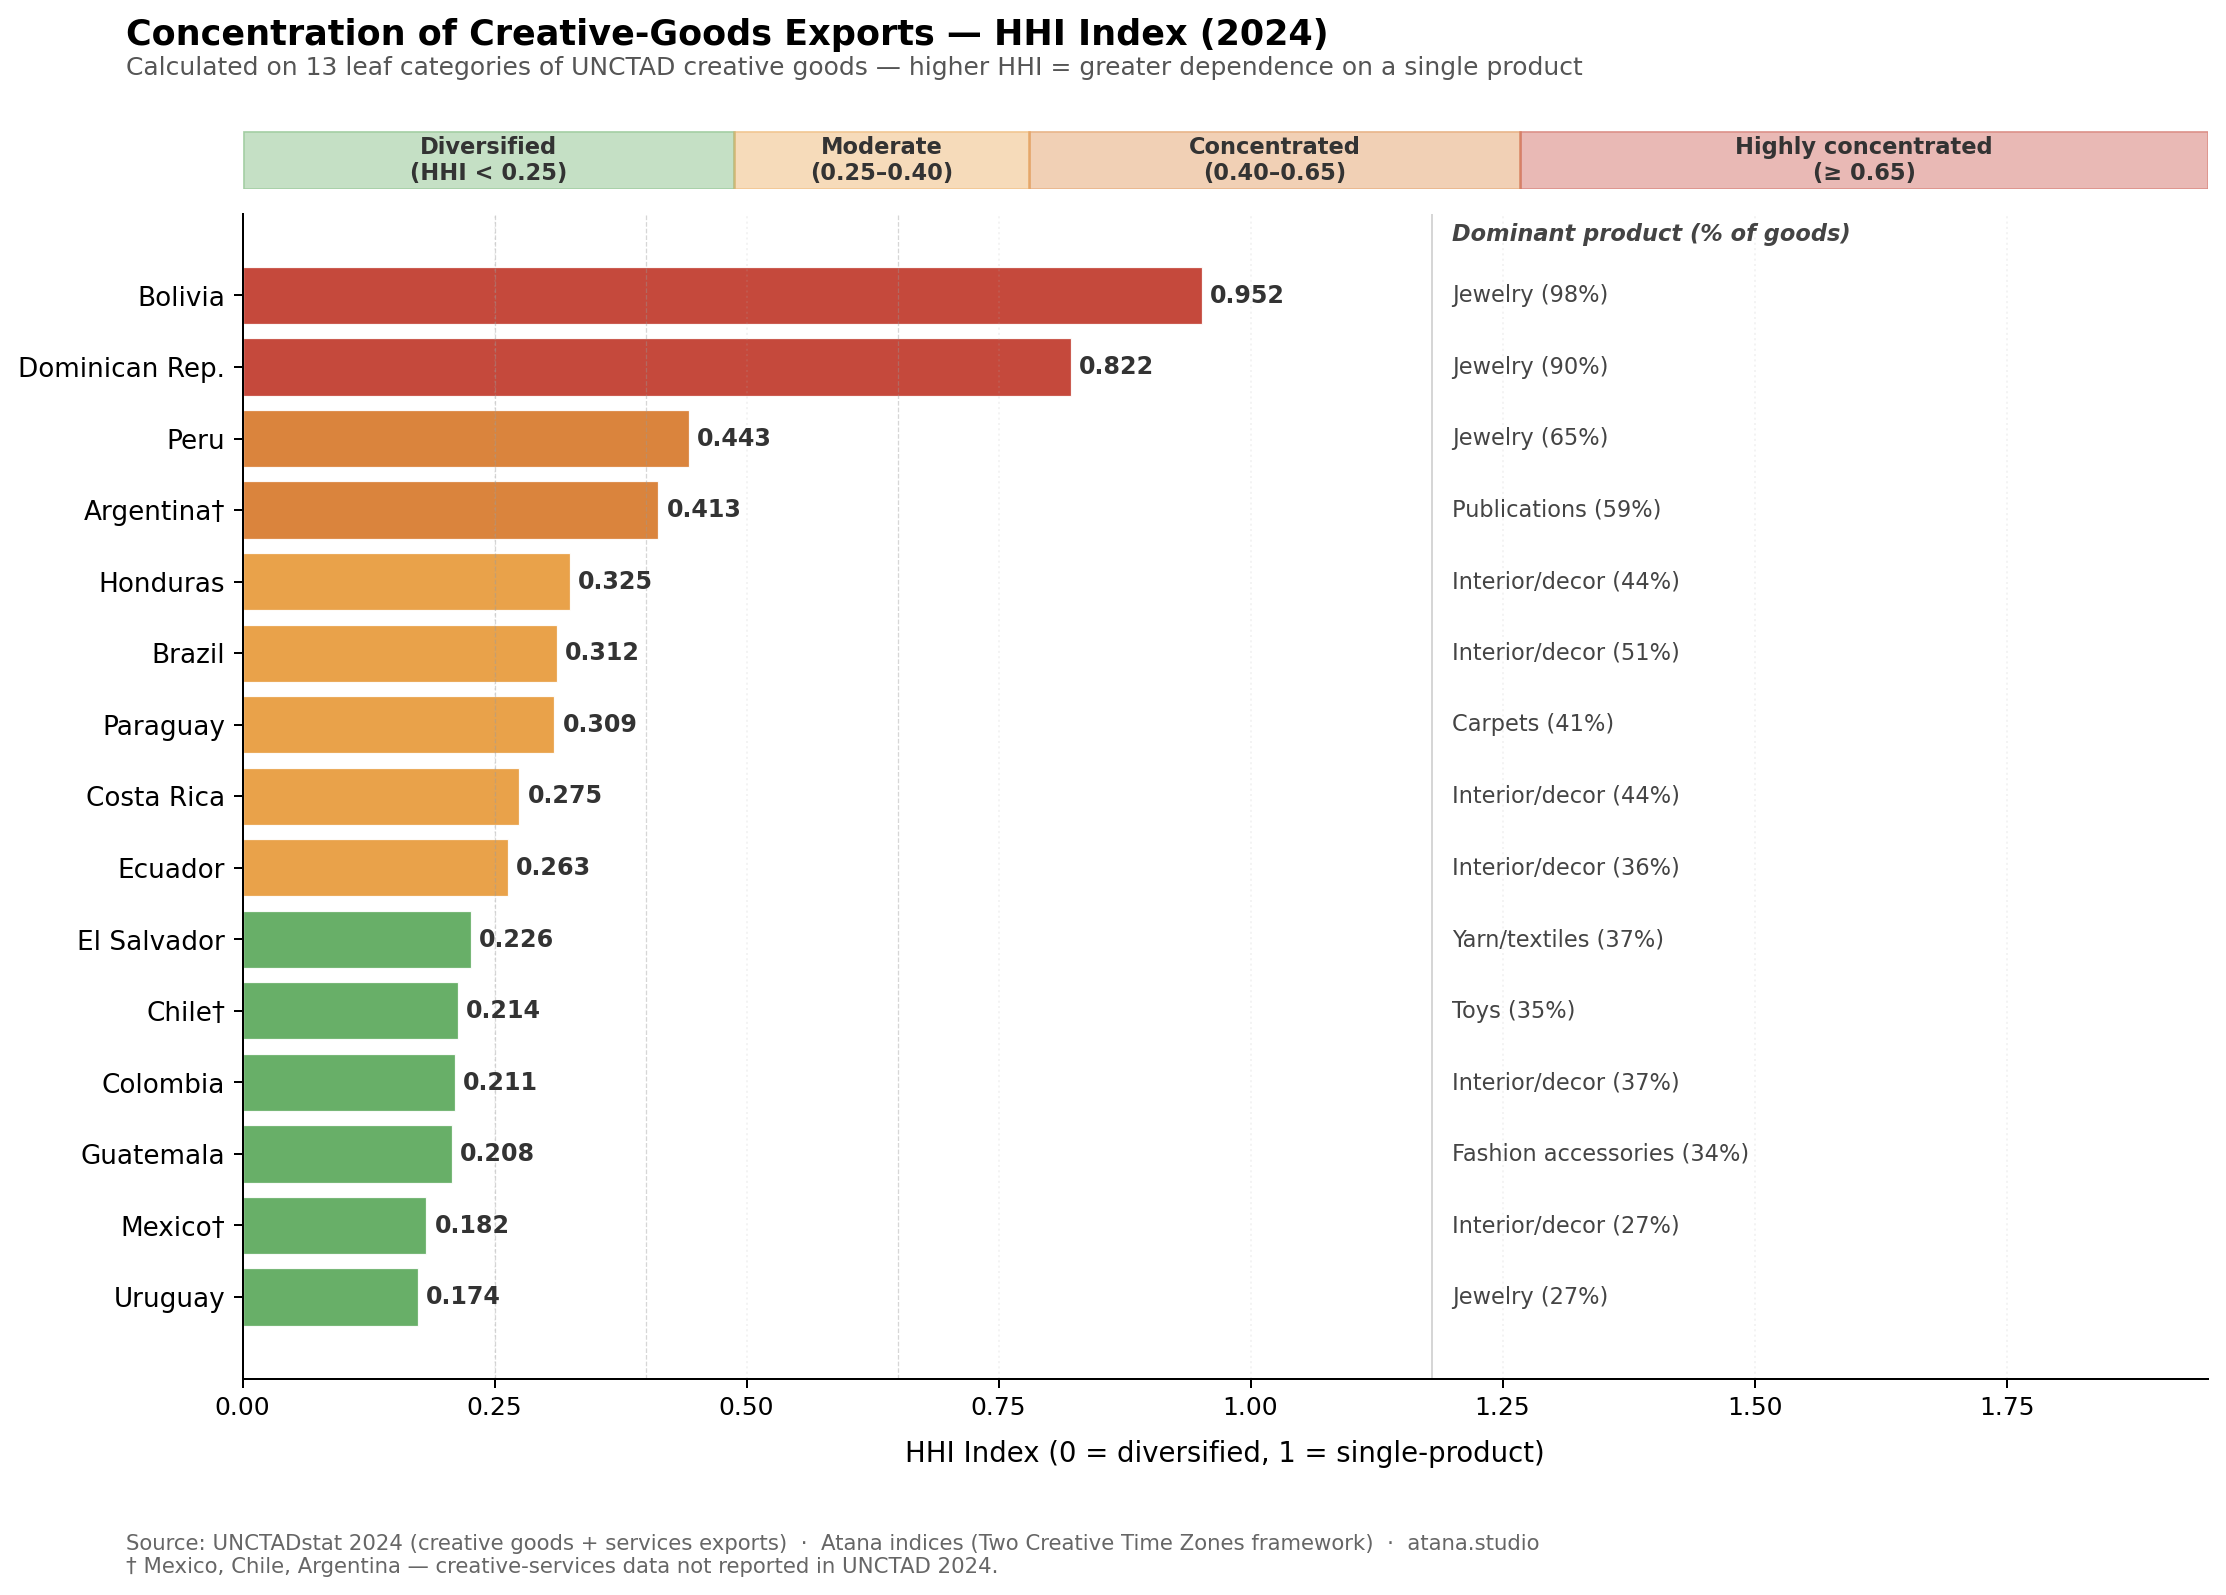 Concentration of Creative-Goods Exports — HHI Index (2024)
Calculated on 13 leaf categories of UNCTAD creative goods — higher HHI = greater dependence on a single product
Diversified
(HHI < 0.25)
Moderate
(0.25–0.40)
Concentrated
(0.40–0.65)
Highly concentrated
(≥ 0.65)
Dominant product (% of goods)
Bolivia 0.952 Jewelry (98%)
Dominican Rep. 0.822 Jewelry (90%)
Peru 0.443 Jewelry (65%)
Argentina† 0.413 Publications (59%)
Honduras 0.325 Interior/decor (44%)
Brazil 0.312 Interior/decor (51%)
Paraguay 0.309 Carpets (41%)
Costa Rica 0.275 Interior/decor (44%)
Ecuador 0.263 Interior/decor (36%)
El Salvador 0.226 Yarn/textiles (37%)
Chile† 0.214 Toys (35%)
Colombia 0.211 Interior/decor (37%)
Guatemala 0.208 Fashion accessories (34%)
Mexico† 0.182 Interior/decor (27%)
Uruguay 0.174 Jewelry (27%)
0.00 0.25 0.50 0.75 1.00 1.25 1.50 1.75
HHI Index (0 = diversified, 1 = single-product)
Source: UNCTADstat 2024 (creative goods + services exports) · Atana indices (Two Creative Time Zones framework) · atana.studio
† Mexico, Chile, Argentina — creative-services data not reported in UNCTAD 2024.